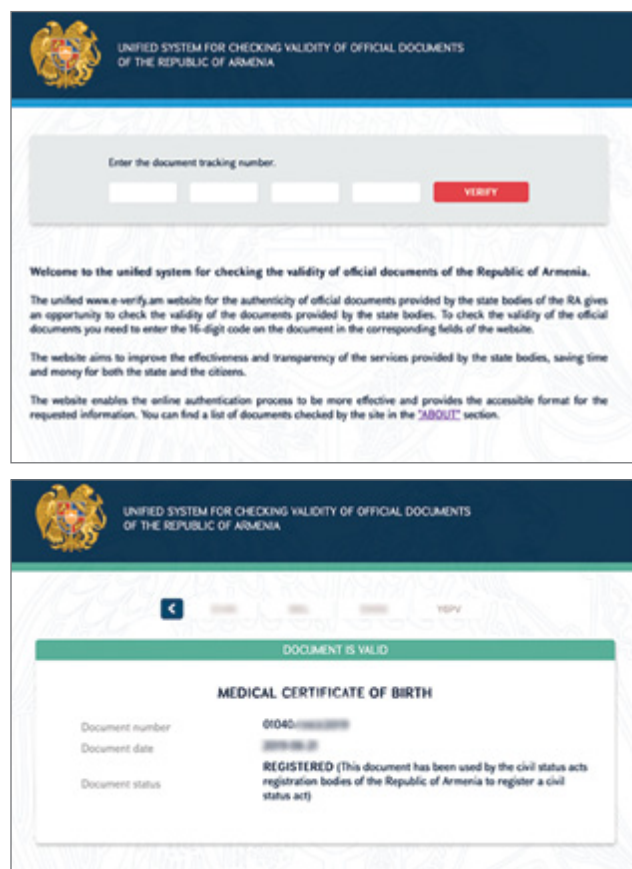 UNIFIED SYSTEM FOR CHECKING VALIDITY OF OFFICIAL DOCUMENTS
OF THE REPUBLIC OF ARMENIA
Enter the document tracking number.
VERIFY
Welcome to the unified system for checking the validity of official documents of the Republic of Armenia.
The unified www.e-verify.am website for the authenticity of official documents provided by the state bodies of the RA gives
an opportunity to check the validity of the documents provided by the state bodies. To check the validity of the official
documents you need to enter the 16-digit code on the document in the corresponding fields of the website.
The website aims to improve the effectiveness and transparency of the services provided by the state bodies, saving time
and money for both the state and the citizens.
The website enables the online authentication process to be more effective and provides the accessible format for the
requested information. You can find a list of documents checked by the site in the "ABOUT" section.
UNIFIED SYSTEM FOR CHECKING VALIDITY OF OFFICIAL DOCUMENTS
OF THE REPUBLIC OF ARMENIA
DOCUMENT IS VALID
MEDICAL CERTIFICATE OF BIRTH
Document number 01040
Document date
Document status REGISTERED (This document has been used by the civil status acts
registration bodies of the Republic of Armenia to register a civil
status act)